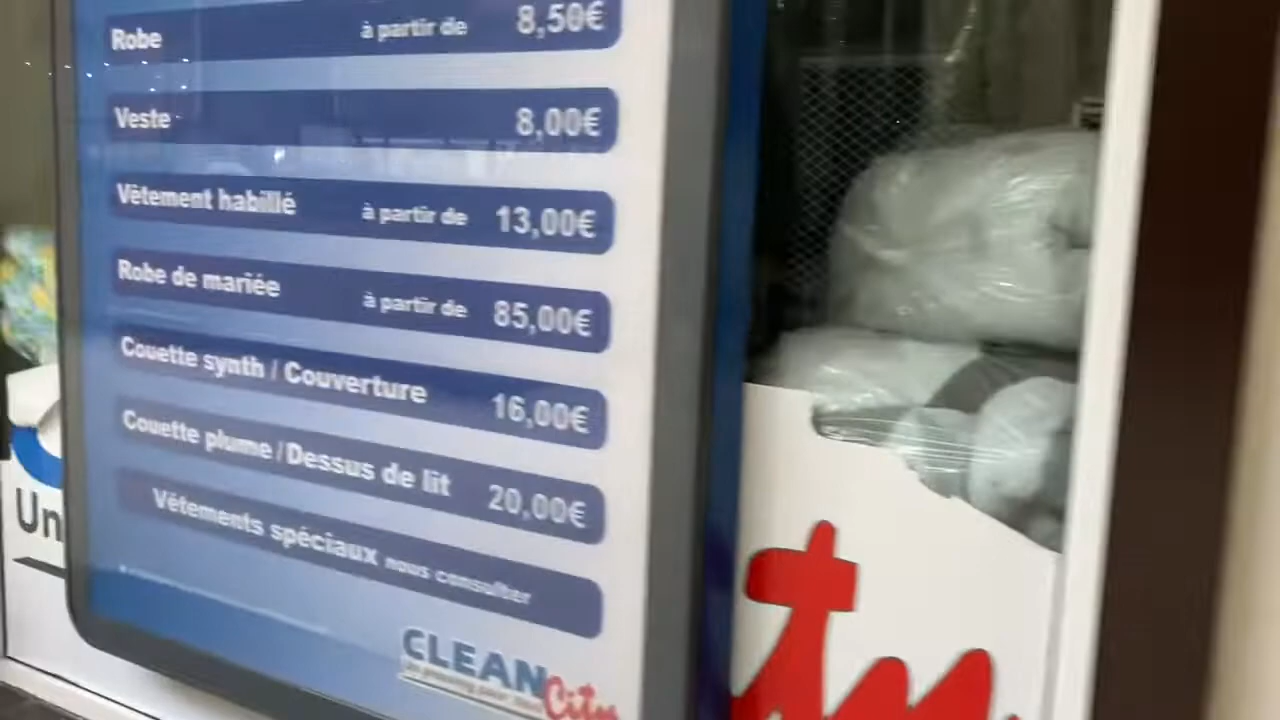 Robe à partir de 8,50€
Veste 8,00€
Vêtement habillé à partir de 13,00€
Robe de mariée à partir de 85,00€
Couette synth / Couverture 16,00€
Couette plume / Dessus de lit 20,00€
Vêtements spéciaux nous consulter
CLEAN
City
Un